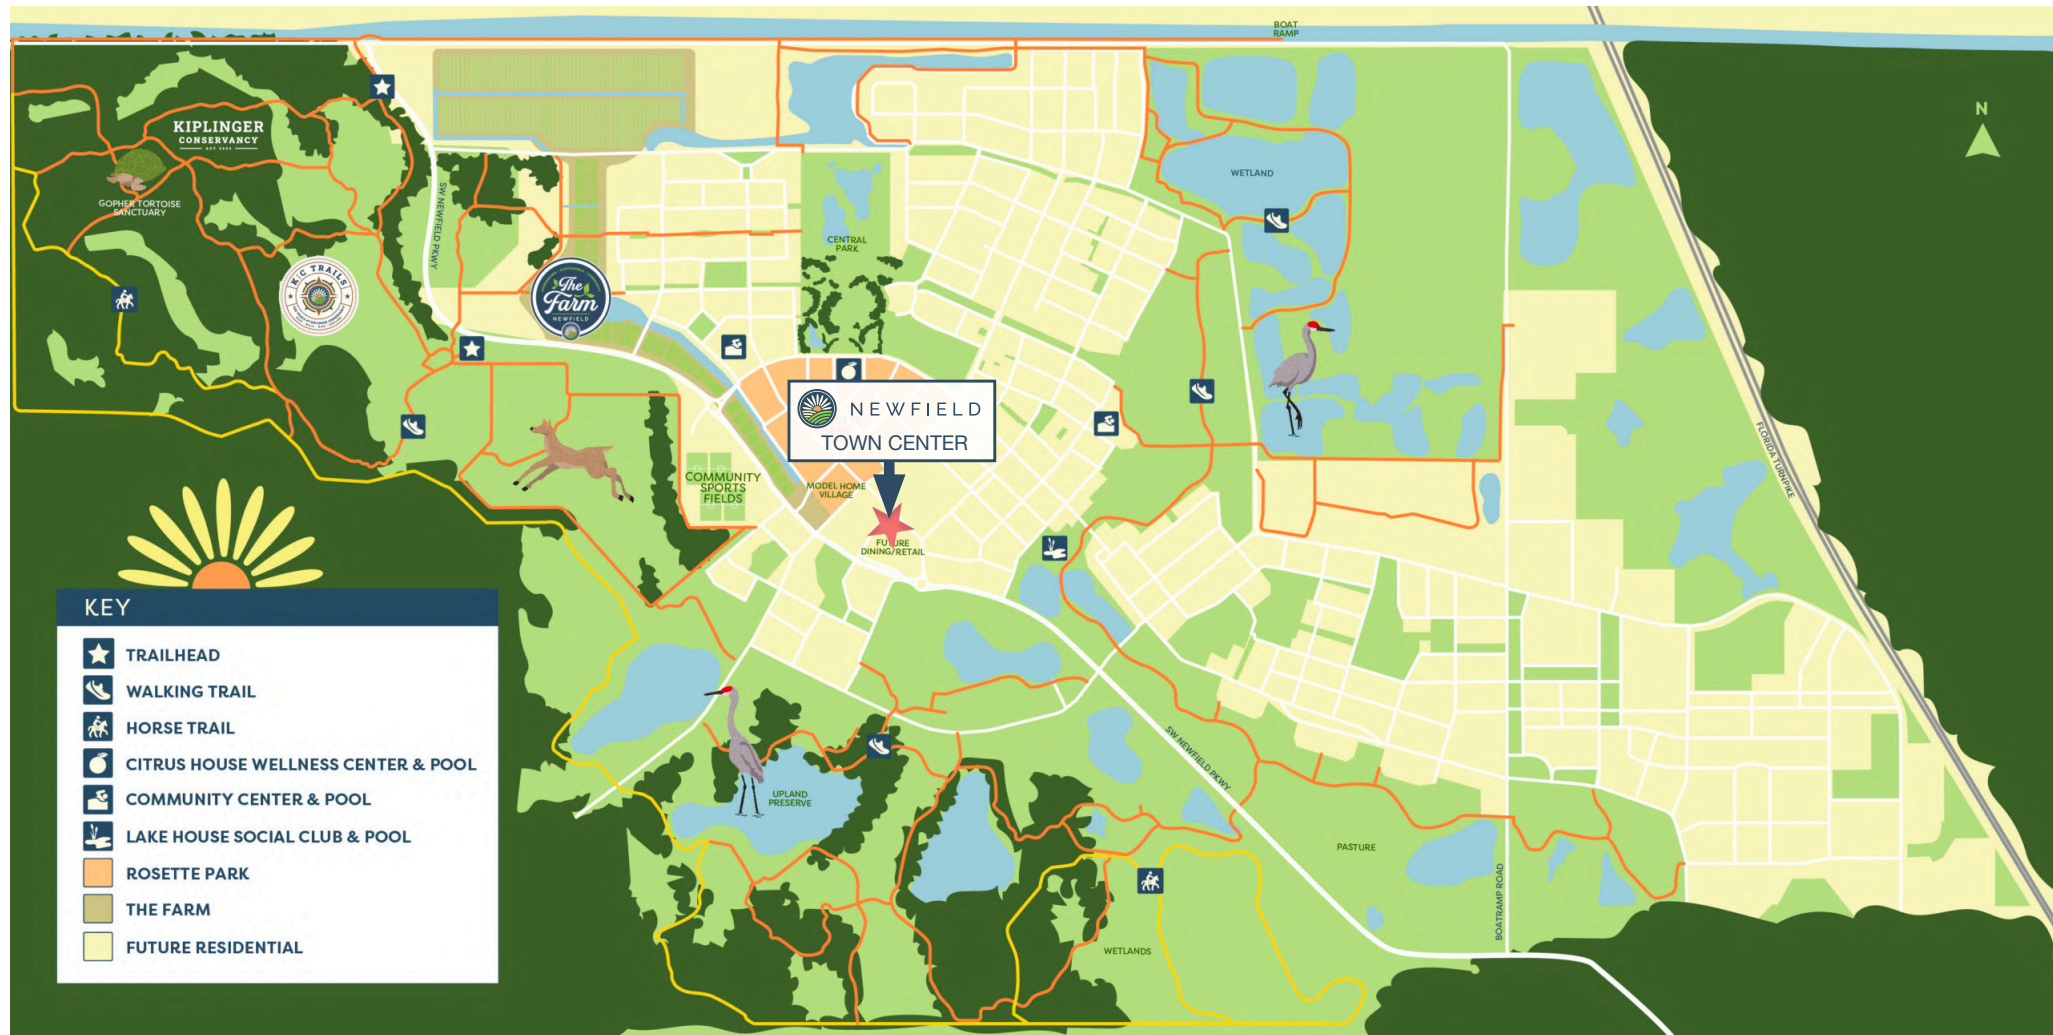 BOAT
RAMP
N
KIPLINGER
CONSERVANCY
GOPHER TORTOISE
SANCTUARY
SW NEWFIELD PKWY
WETLAND
CENTRAL
PARK
KC TRAILS
The
Farm
NEWFIELD
NEWFIELD
TOWN CENTER
COMMUNITY
SPORTS
FIELDS
MODEL HOME
VILLAGE
FUTURE
DINING/RETAIL
FLORIDA TURNPIKE
KEY
TRAILHEAD
WALKING TRAIL
HORSE TRAIL
CITRUS HOUSE WELLNESS CENTER & POOL
COMMUNITY CENTER & POOL
LAKE HOUSE SOCIAL CLUB & POOL
ROSETTE PARK
THE FARM
FUTURE RESIDENTIAL
UPLAND
PRESERVE
SW NEWFIELD PKWY
PASTURE
BOATRAMP ROAD
WETLANDS